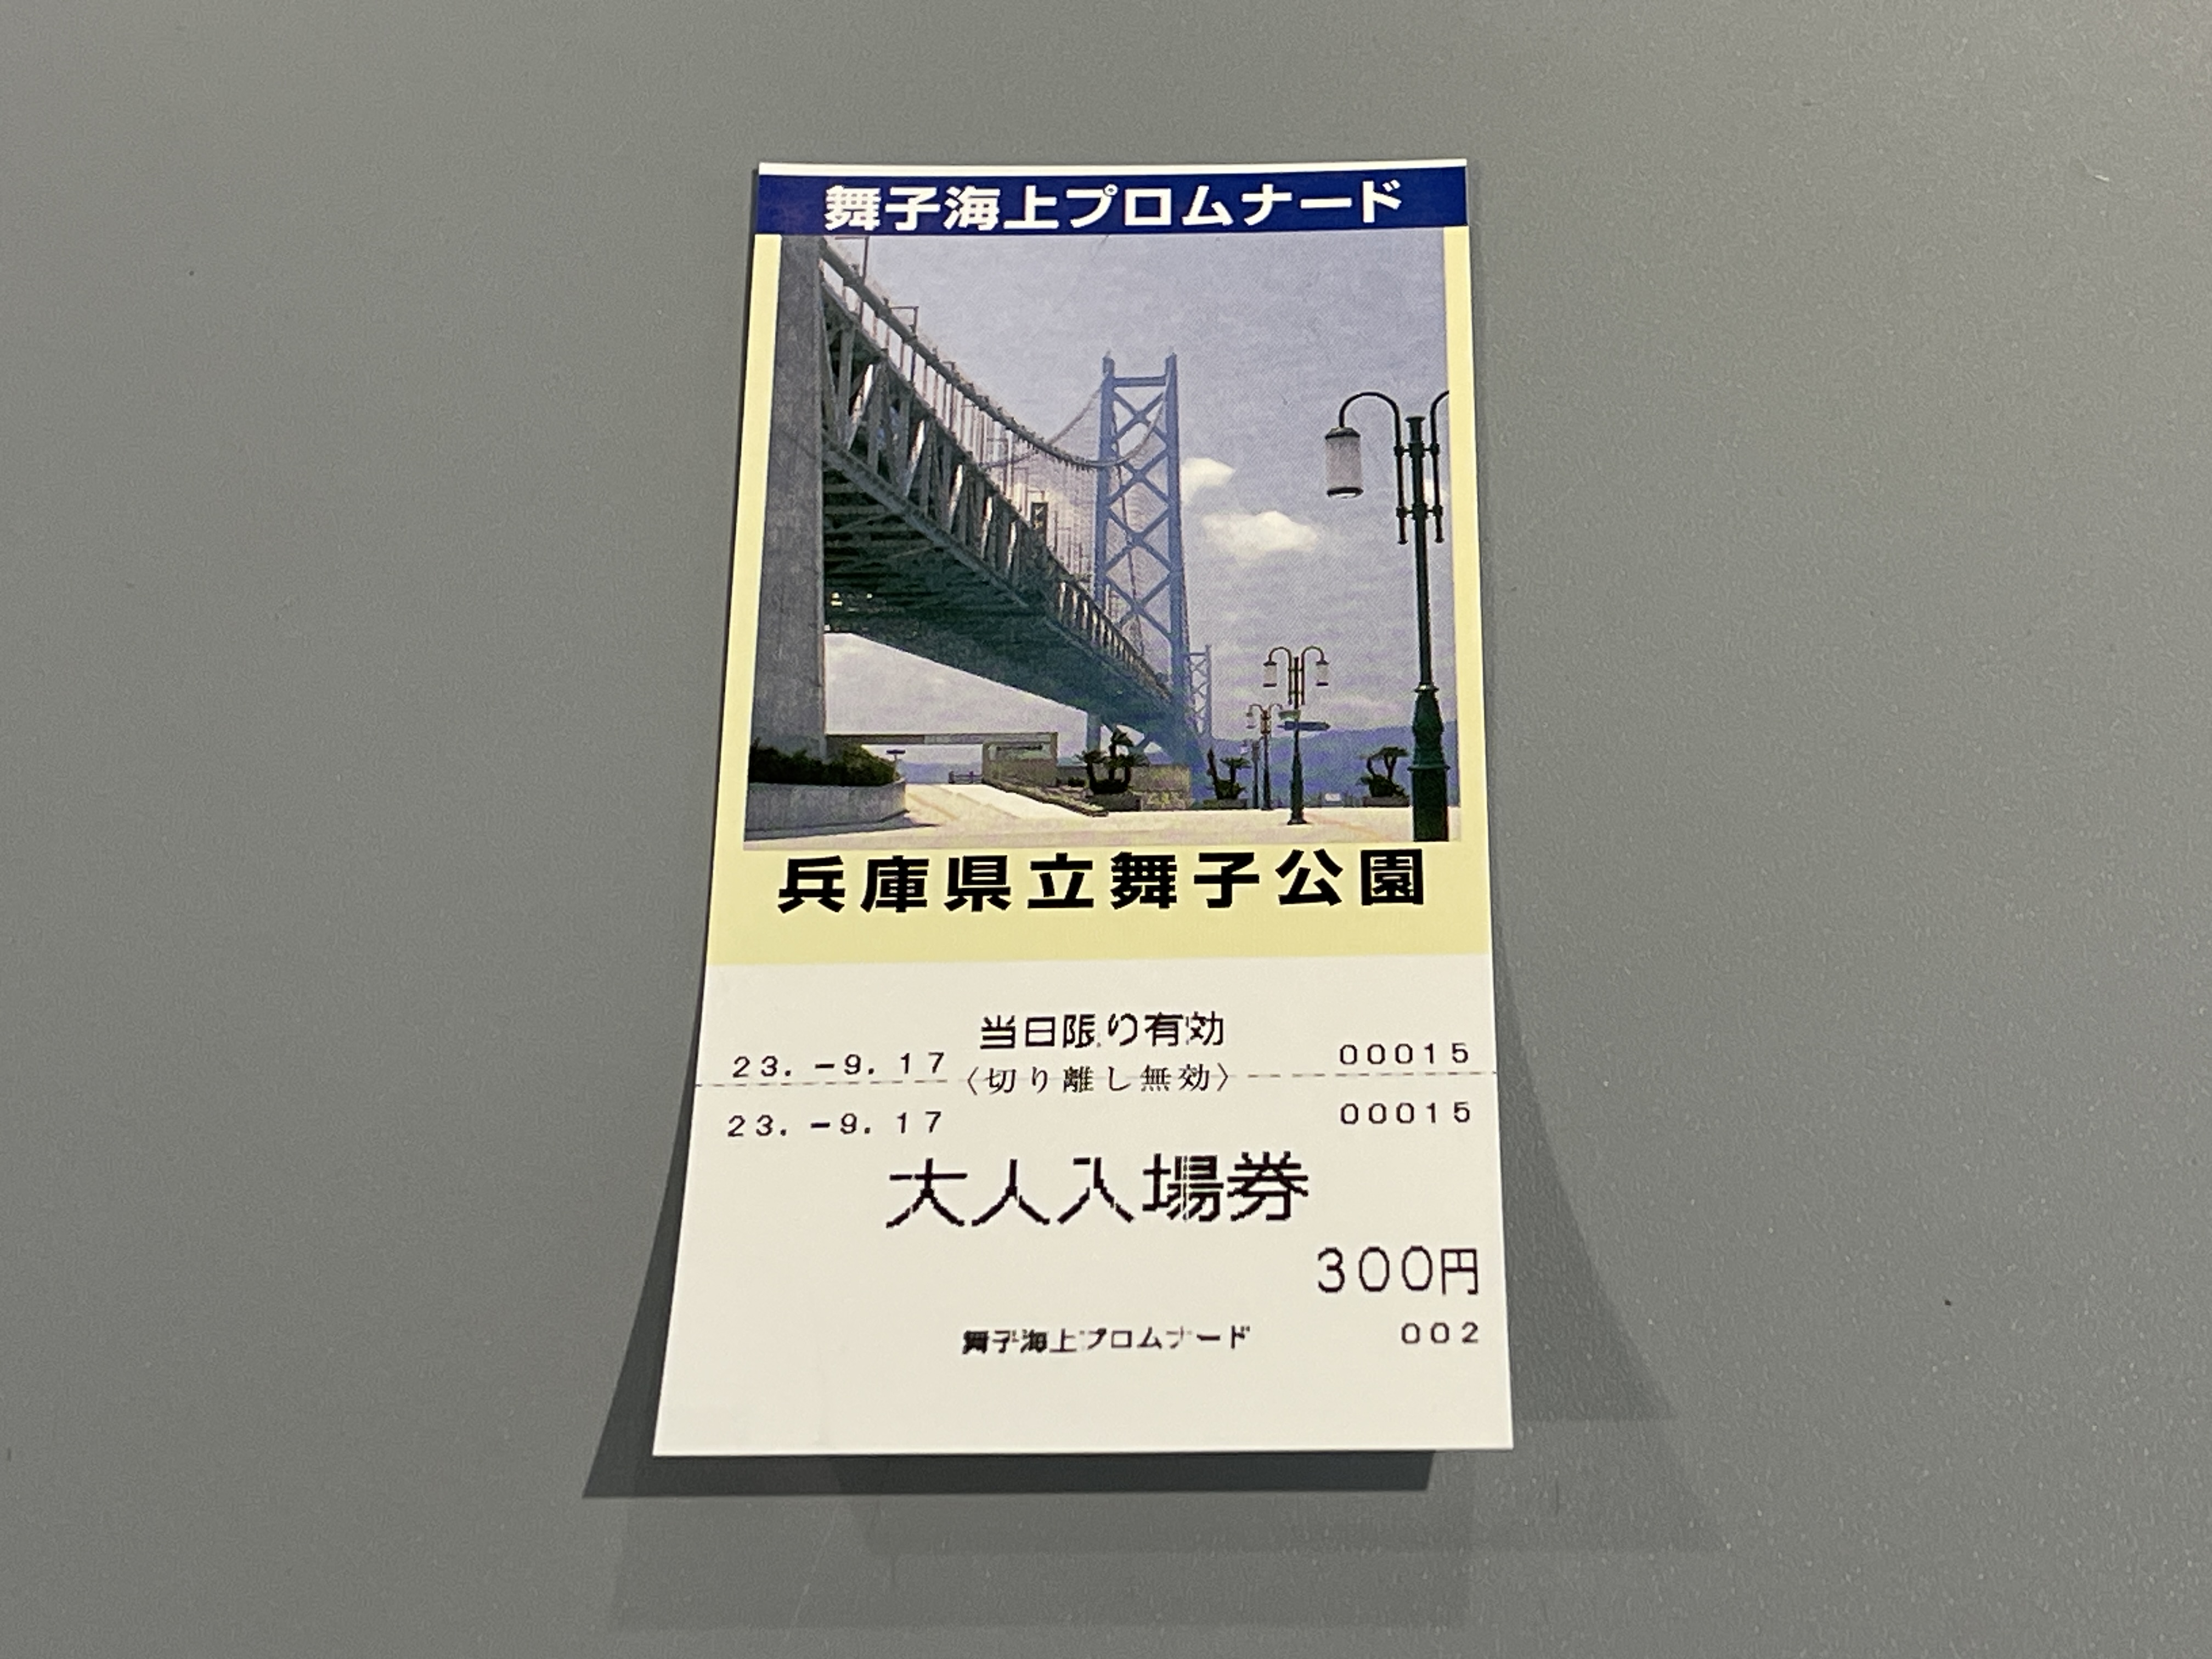 舞子海上プロムナード
兵庫県立舞子公園
当日限り有効
23.-9.17 00015
〈切り離し無効〉
23.-9.17 00015
大人入場券
300円
舞子海上プロムナード 002